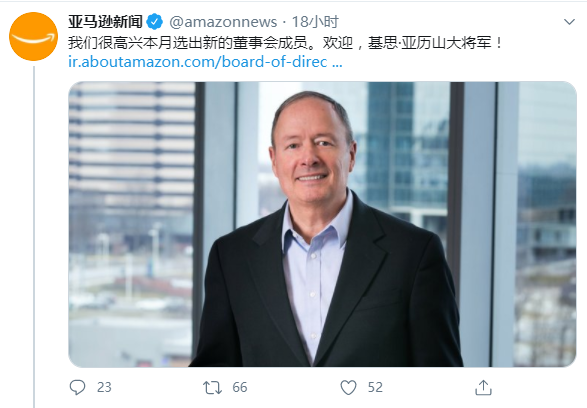 亚马逊新闻 @amazonnews · 18小时
我们很高兴本月选出新的董事会成员。欢迎，基思·亚历山大将军！
ir.aboutamazon.com/board-of-direc ...
23 66 52